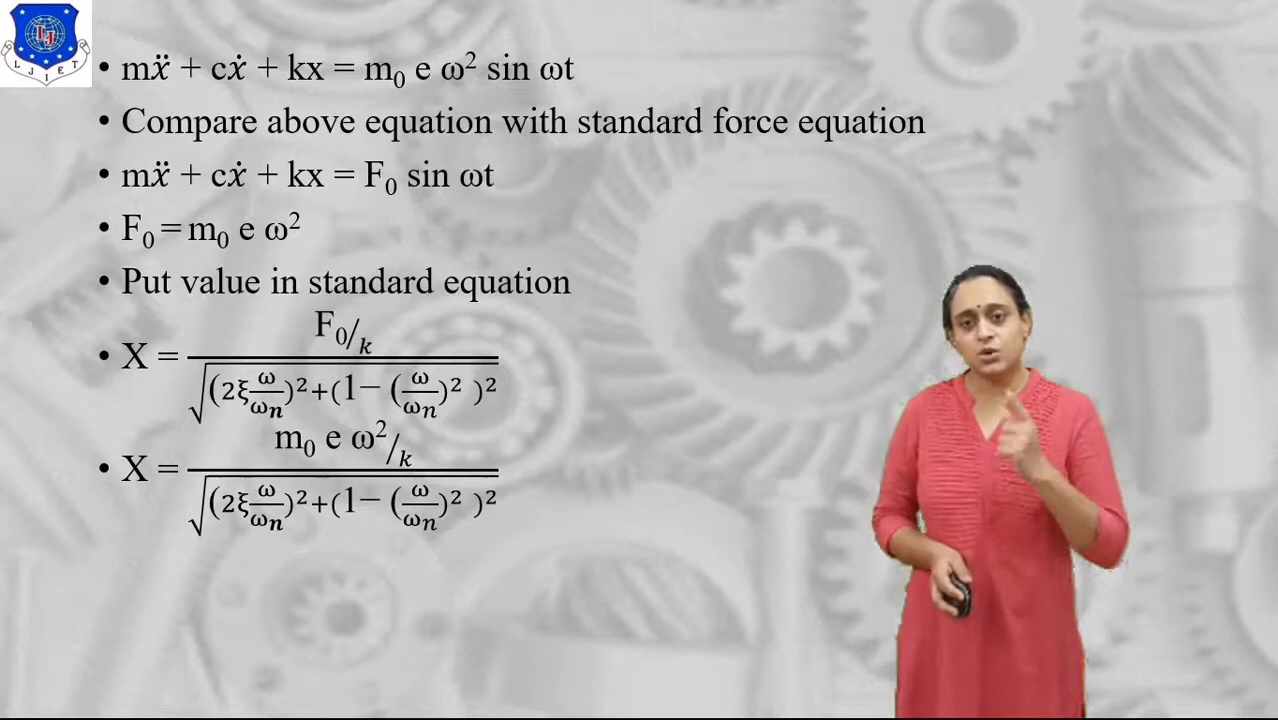 LJ
LJIET
• mẍ + cẋ + kx = m₀ e ω² sin ωt
• Compare above equation with standard force equation
• mẍ + cẋ + kx = F₀ sin ωt
• F₀ = m₀ e ω²
• Put value in standard equation
• X = (F₀/k) / √((2ξ ω/ωₙ)² + (1 − (ω/ωₙ)²)²)
• X = (m₀ e ω²/k) / √((2ξ ω/ωₙ)² + (1 − (ω/ωₙ)²)²)